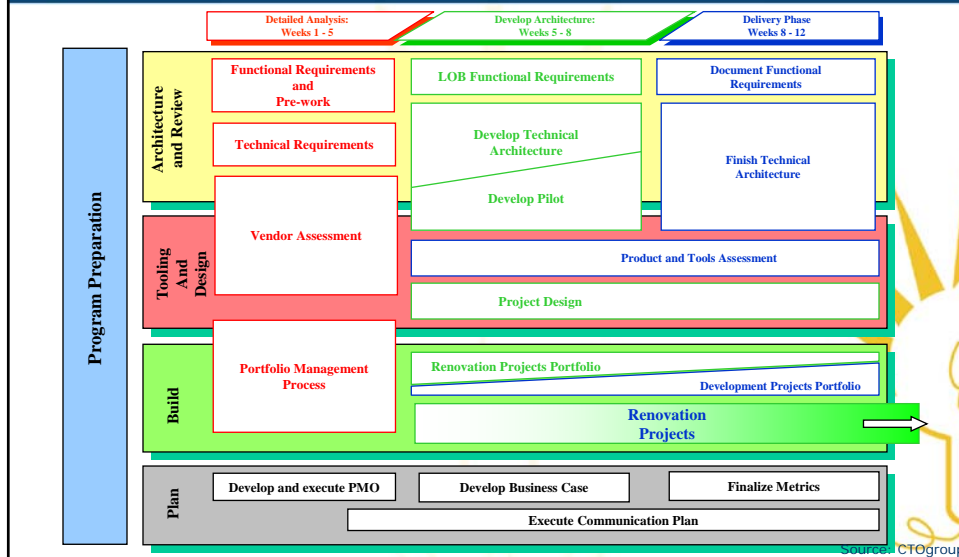 Detailed Analysis:
Weeks 1 - 5
Develop Architecture:
Weeks 5 - 8
Delivery Phase
Weeks 8 - 12
Program Preparation
Architecture
and Review
Functional Requirements
and
Pre-work
LOB Functional Requirements
Document Functional
Requirements
Technical Requirements
Develop Technical
Architecture
Develop Pilot
Finish Technical
Architecture
Tooling
And
Design
Vendor Assessment
Product and Tools Assessment
Project Design
Build
Portfolio Management
Process
Renovation Projects Portfolio
Development Projects Portfolio
Renovation
Projects
Plan
Develop and execute PMO
Develop Business Case
Finalize Metrics
Execute Communication Plan
Source: CTOgroup